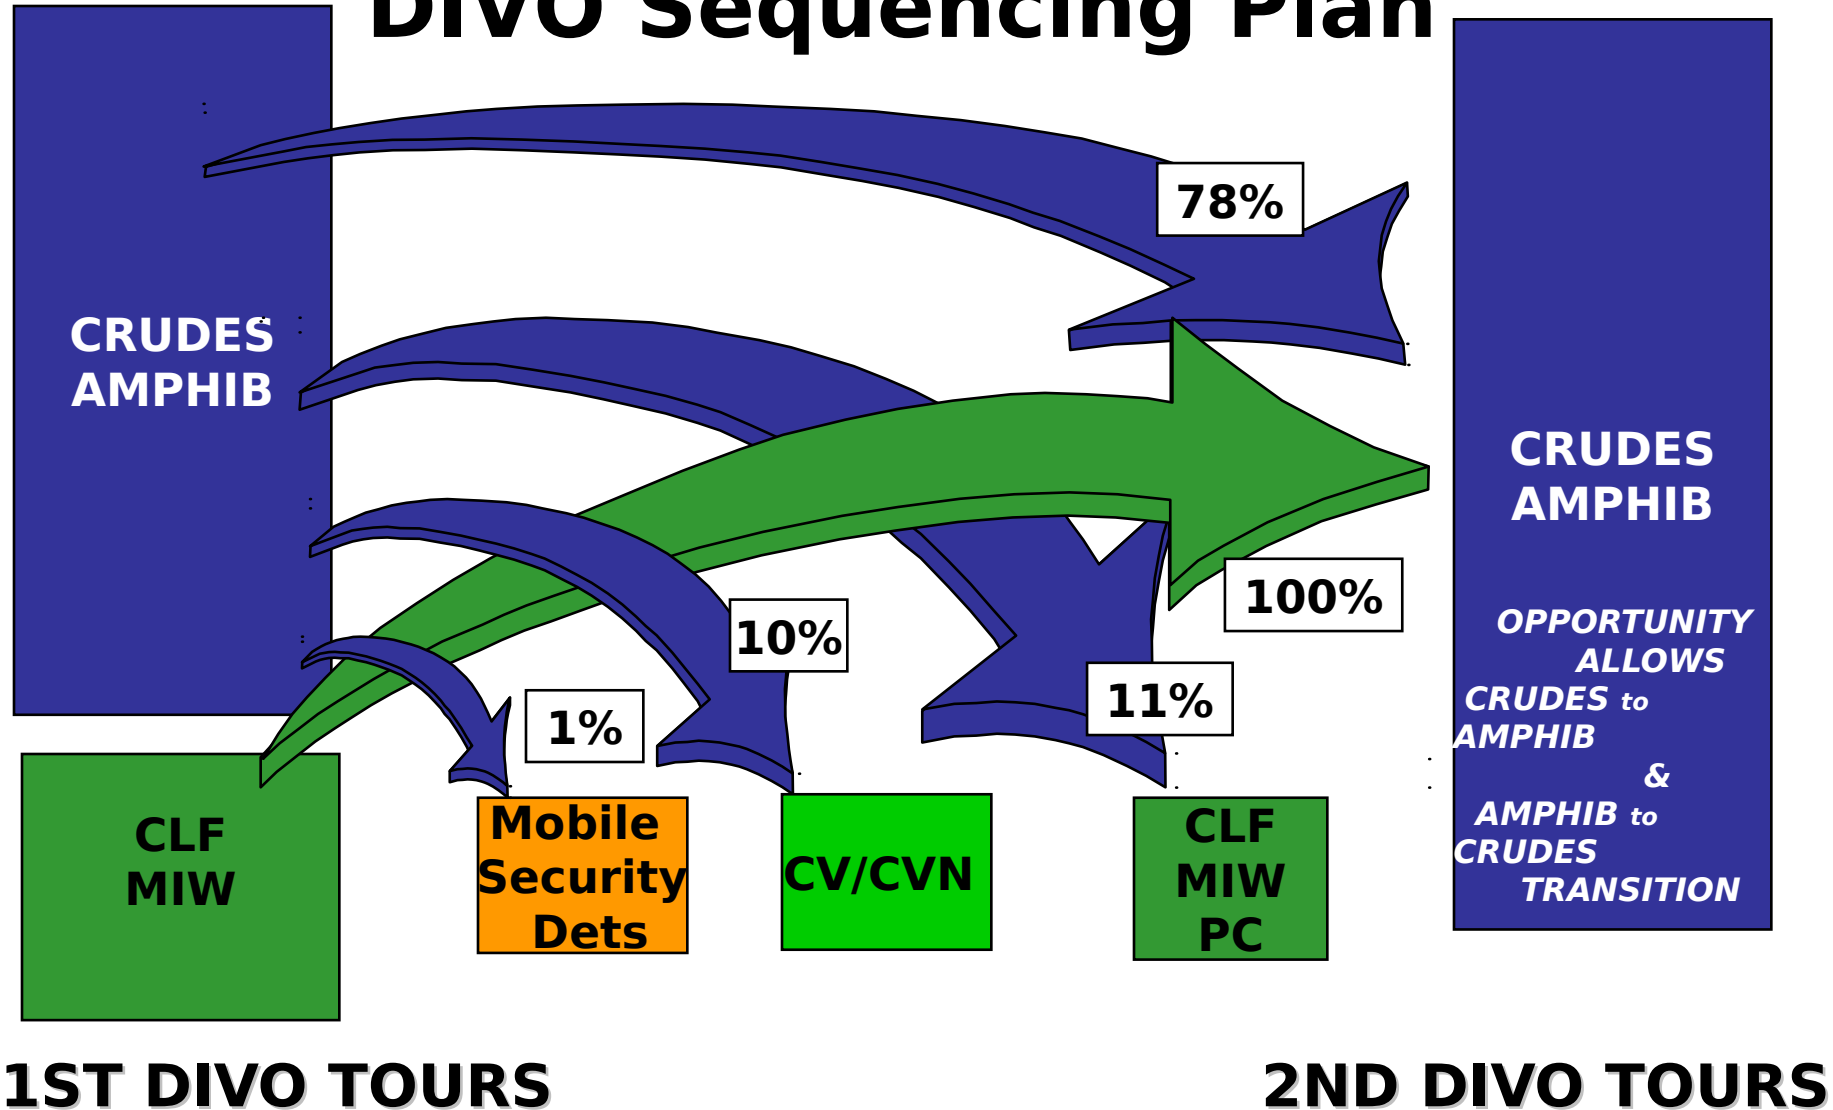 DIVO Sequencing Plan
CRUDES
AMPHIB
78%
100%
11%
10%
1%
CRUDES
AMPHIB
OPPORTUNITY
ALLOWS
CRUDES to
AMPHIB
&
AMPHIB to
CRUDES
TRANSITION
CLF
MIW
Mobile
Security
Dets
CV/CVN
CLF
MIW
PC
1ST DIVO TOURS
2ND DIVO TOURS